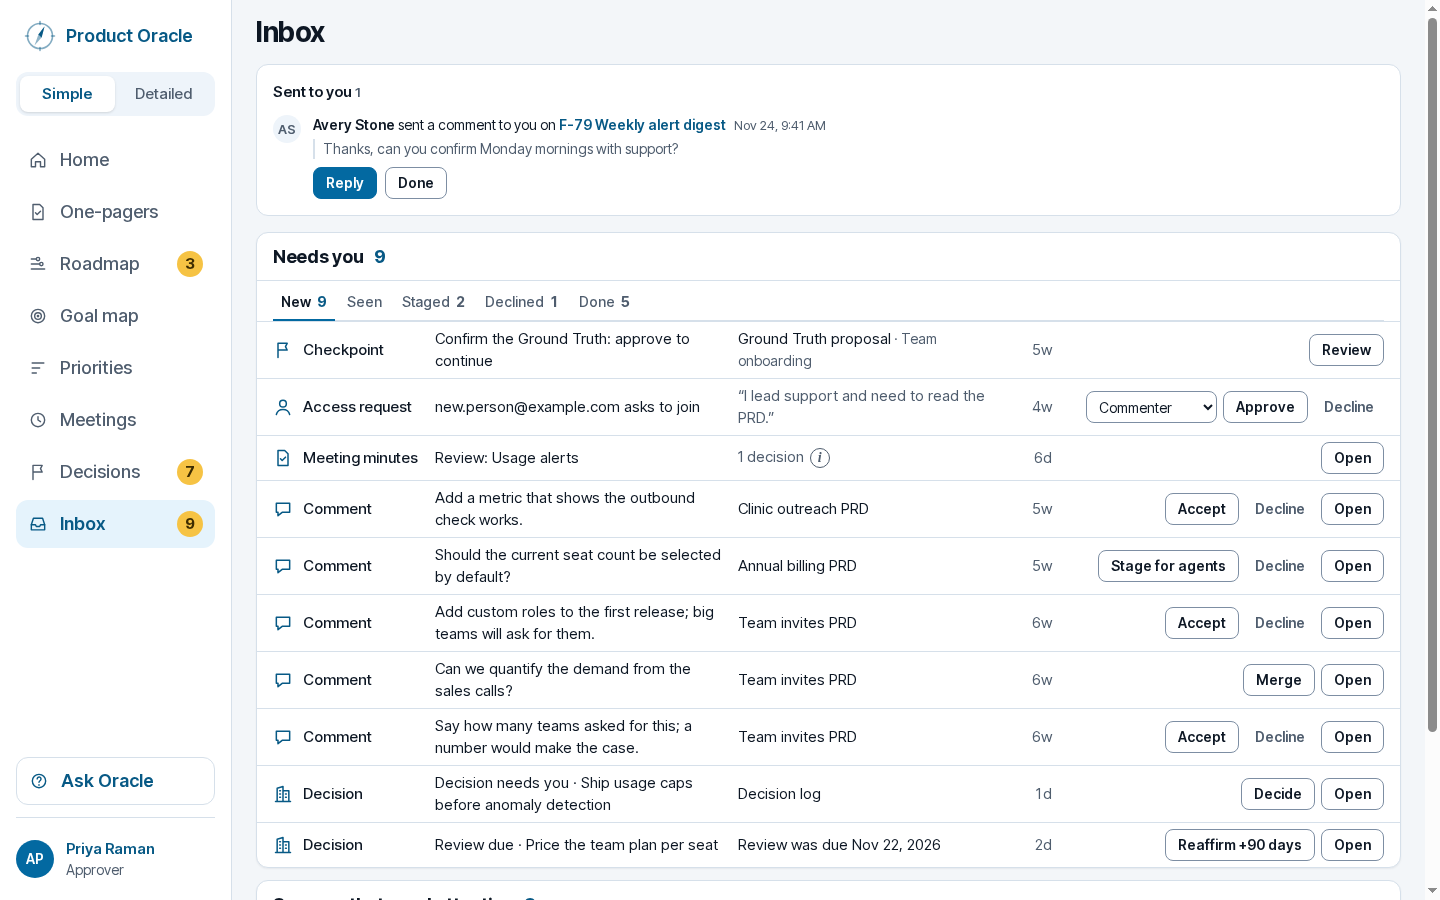 Product Oracle
Simple
Detailed
Home
One-pagers
Roadmap 3
Goal map
Priorities
Meetings
Decisions 7
Inbox 9
Ask Oracle
AP
Priya Raman
Approver
Inbox
Sent to you 1
AS
Avery Stone sent a comment to you on F-79 Weekly alert digest Nov 24, 9:41 AM
Thanks, can you confirm Monday mornings with support?
Reply
Done
Needs you 9
New 9
Seen
Staged 2
Declined 1
Done 5
Checkpoint
Confirm the Ground Truth: approve to
continue
Ground Truth proposal · Team
onboarding
5w
Review
Access request
new.person@example.com asks to join
“I lead support and need to read the
PRD.”
4w
Commenter
Approve
Decline
Meeting minutes
Review: Usage alerts
1 decision i
6d
Open
Comment
Add a metric that shows the outbound
check works.
Clinic outreach PRD
5w
Accept
Decline
Open
Comment
Should the current seat count be selected
by default?
Annual billing PRD
5w
Stage for agents
Decline
Open
Comment
Add custom roles to the first release; big
teams will ask for them.
Team invites PRD
6w
Accept
Decline
Open
Comment
Can we quantify the demand from the
sales calls?
Team invites PRD
6w
Merge
Open
Comment
Say how many teams asked for this; a
number would make the case.
Team invites PRD
6w
Accept
Decline
Open
Decision
Decision needs you · Ship usage caps
before anomaly detection
Decision log
1d
Decide
Open
Decision
Review due · Price the team plan per seat
Review was due Nov 22, 2026
2d
Reaffirm +90 days
Open